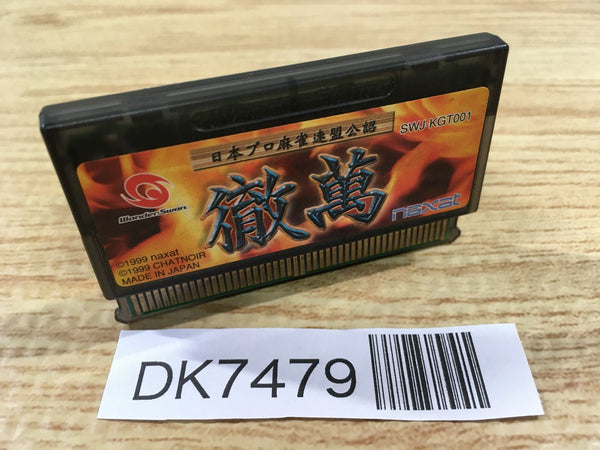 日本プロ麻雀連盟公認
SWJ-KGT001
WonderSwan
徹萬
naxat
©1999 naxat
©1999 CHATNOIR
MADE IN JAPAN
DK7479